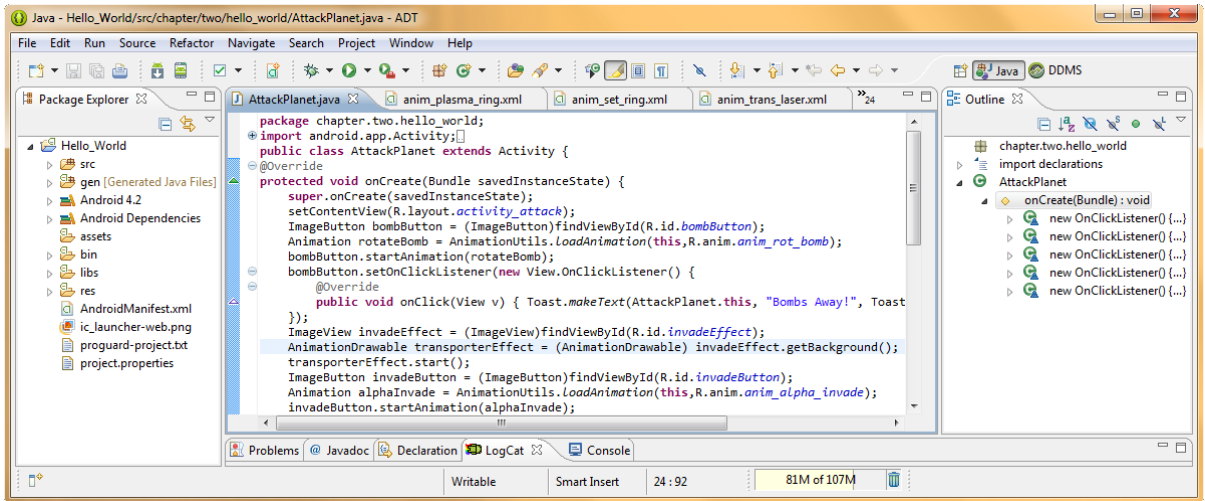 Java - Hello_World/src/chapter/two/hello_world/AttackPlanet.java - ADT
File Edit Run Source Refactor Navigate Search Project Window Help
Java DDMS
Package Explorer
AttackPlanet.java anim_plasma_ring.xml anim_set_ring.xml anim_trans_laser.xml »24
Outline
Hello_World
src
gen [Generated Java Files]
Android 4.2
Android Dependencies
assets
bin
libs
res
AndroidManifest.xml
ic_launcher-web.png
proguard-project.txt
project.properties
package chapter.two.hello_world;
import android.app.Activity;
public class AttackPlanet extends Activity {
@Override
protected void onCreate(Bundle savedInstanceState) {
super.onCreate(savedInstanceState);
setContentView(R.layout.activity_attack);
ImageButton bombButton = (ImageButton)findViewById(R.id.bombButton);
Animation rotateBomb = AnimationUtils.loadAnimation(this,R.anim.anim_rot_bomb);
bombButton.startAnimation(rotateBomb);
bombButton.setOnClickListener(new View.OnClickListener() {
@Override
public void onClick(View v) { Toast.makeText(AttackPlanet.this, "Bombs Away!", Toast
});
ImageView invadeEffect = (ImageView)findViewById(R.id.invadeEffect);
AnimationDrawable transporterEffect = (AnimationDrawable) invadeEffect.getBackground();
transporterEffect.start();
ImageButton invadeButton = (ImageButton)findViewById(R.id.invadeButton);
Animation alphaInvade = AnimationUtils.loadAnimation(this,R.anim.anim_alpha_invade);
invadeButton.startAnimation(alphaInvade);
chapter.two.hello_world
import declarations
AttackPlanet
onCreate(Bundle) : void
new OnClickListener() {...}
new OnClickListener() {...}
new OnClickListener() {...}
new OnClickListener() {...}
new OnClickListener() {...}
Problems @ Javadoc Declaration LogCat Console
Writable Smart Insert 24 : 92 81M of 107M